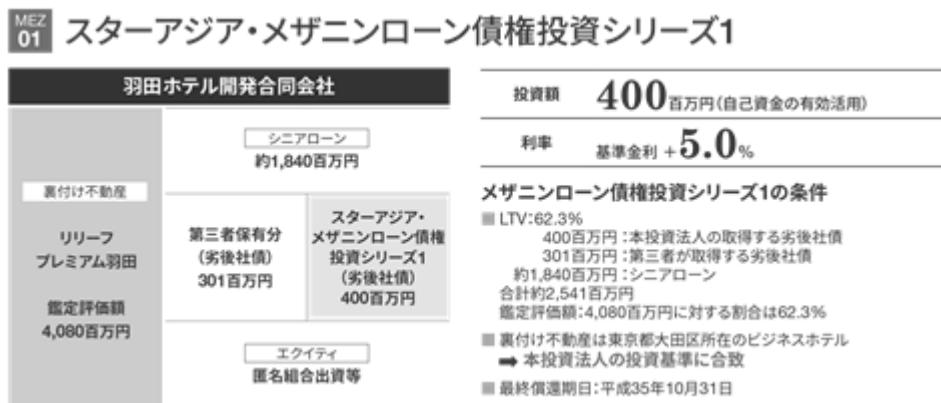 MEZ
01
スターアジア・メザニンローン債権投資シリーズ1
羽田ホテル開発合同会社
裏付け不動産
リリーフ
プレミアム羽田
鑑定評価額
4,080百万円
シニアローン
約1,840百万円
第三者保有分
(劣後社債)
301百万円
スターアジア・
メザニンローン債権
投資シリーズ1
(劣後社債)
400百万円
エクイティ
匿名組合出資等
投資額 400百万円(自己資金の有効活用)
利率 基準金利 +5.0%
メザニンローン債権投資シリーズ1の条件
■ LTV:62.3%
400百万円:本投資法人の取得する劣後社債
301百万円:第三者が取得する劣後社債
約1,840百万円:シニアローン
合計約2,541百万円
鑑定評価額:4,080百万円に対する割合は62.3%
■ 裏付け不動産は東京都大田区所在のビジネスホテル
➡ 本投資法人の投資基準に合致
■ 最終償還期日:平成35年10月31日